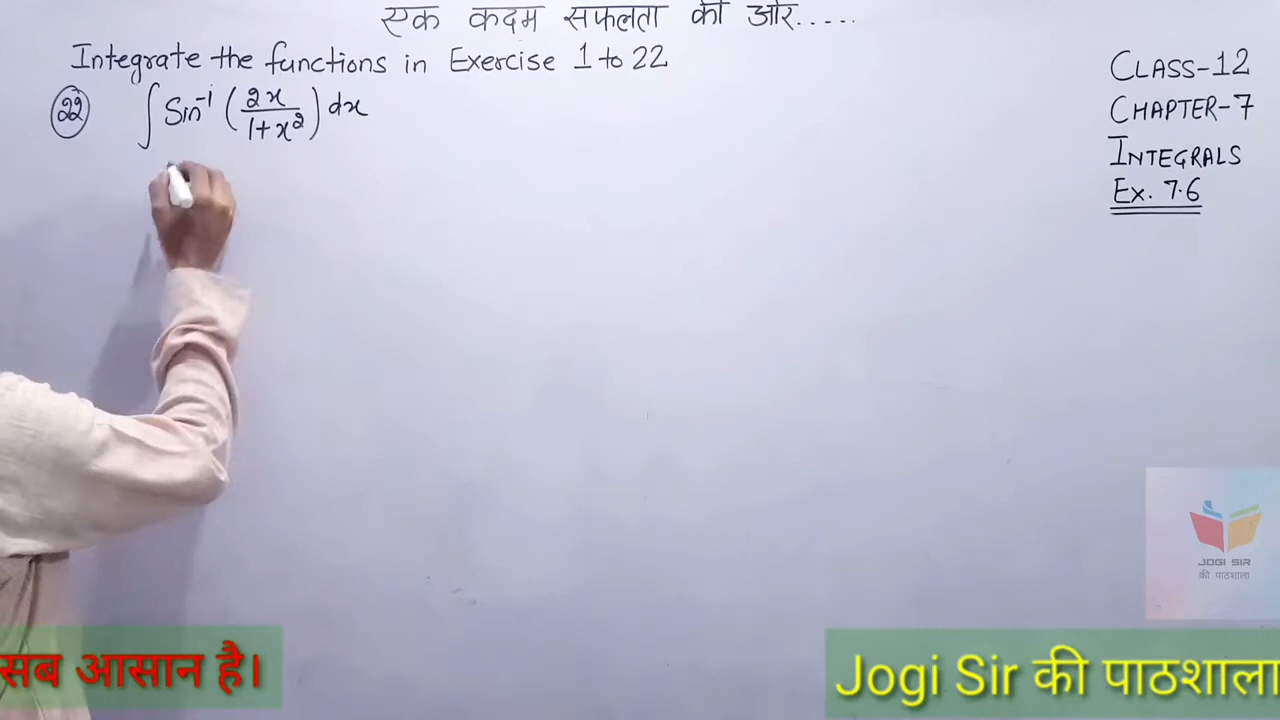 एक कदम सफलता की ओर.....
Integrate the functions in Exercise 1 to 22
22 ∫ Sin⁻¹ (2x/1+x²) dx
CLASS-12
CHAPTER-7
INTEGRALS
Ex. 7.6
JOGI SIR
की पाठशाला
सब आसान है।
Jogi Sir की पाठशाला